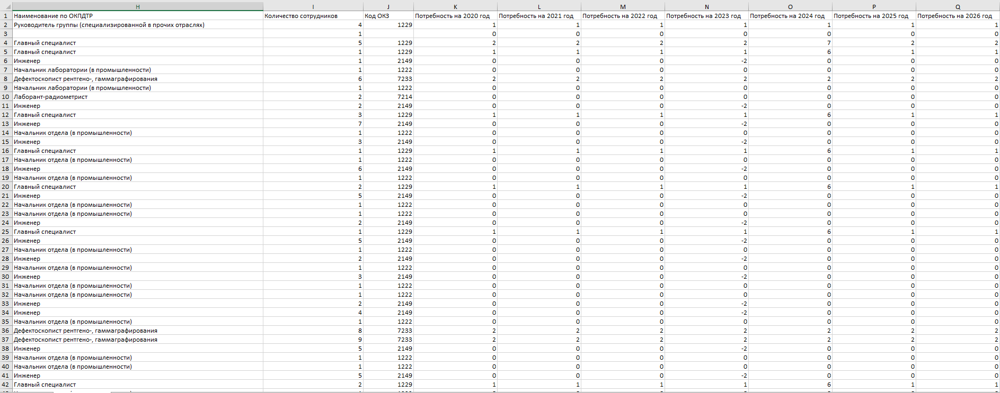 H I J K L M N O P Q
1 Наименование по ОКПДТР Количество сотрудников Код ОКЗ Потребность на 2020 год Потребность на 2021 год Потребность на 2022 год Потребность на 2023 год Потребность на 2024 год Потребность на 2025 год Потребность на 2026 год
2 Руководитель группы (специализированной в прочих отраслях) 4 1229 1 1 1 1 1 1 1
3 1 0 0 0 0 0 0 0
4 Главный специалист 5 1229 2 2 2 2 7 2 2
5 Главный специалист 1 1229 1 1 1 1 6 1 1
6 Инженер 1 2149 0 0 0 -2 0 0 0
7 Начальник лаборатории (в промышленности) 1 1222 0 0 0 0 0 0 0
8 Дефектоскопист рентгено-, гаммаграфирования 6 7233 2 2 2 2 2 2 2
9 Начальник лаборатории (в промышленности) 1 1222 0 0 0 0 0 0 0
10 Лаборант-радиометрист 2 7214 0 0 0 0 0 0 0
11 Инженер 2 2149 0 0 0 -2 0 0 0
12 Главный специалист 3 1229 1 1 1 1 6 1 1
13 Инженер 7 2149 0 0 0 -2 0 0 0
14 Начальник отдела (в промышленности) 1 1222 0 0 0 0 0 0 0
15 Инженер 3 2149 0 0 0 -2 0 0 0
16 Главный специалист 1 1229 1 1 1 1 6 1 1
17 Начальник отдела (в промышленности) 1 1222 0 0 0 0 0 0 0
18 Инженер 6 2149 0 0 0 -2 0 0 0
19 Начальник отдела (в промышленности) 1 1222 0 0 0 0 0 0 0
20 Главный специалист 2 1229 1 1 1 1 6 1 1
21 Инженер 5 2149 0 0 0 -2 0 0 0
22 Начальник отдела (в промышленности) 1 1222 0 0 0 0 0 0 0
23 Начальник отдела (в промышленности) 1 1222 0 0 0 0 0 0 0
24 Инженер 2 2149 0 0 0 -2 0 0 0
25 Главный специалист 1 1229 1 1 1 1 6 1 1
26 Инженер 5 2149 0 0 0 -2 0 0 0
27 Начальник отдела (в промышленности) 1 1222 0 0 0 0 0 0 0
28 Инженер 2 2149 0 0 0 -2 0 0 0
29 Начальник отдела (в промышленности) 1 1222 0 0 0 0 0 0 0
30 Инженер 3 2149 0 0 0 -2 0 0 0
31 Начальник отдела (в промышленности) 1 1222 0 0 0 0 0 0 0
32 Начальник отдела (в промышленности) 1 1222 0 0 0 0 0 0 0
33 Инженер 2 2149 0 0 0 -2 0 0 0
34 Инженер 4 2149 0 0 0 -2 0 0 0
35 Начальник отдела (в промышленности) 1 1222 0 0 0 0 0 0 0
36 Дефектоскопист рентгено-, гаммаграфирования 8 7233 2 2 2 2 2 2 2
37 Дефектоскопист рентгено-, гаммаграфирования 9 7233 2 2 2 2 2 2 2
38 Инженер 5 2149 0 0 0 -2 0 0 0
39 Начальник отдела (в промышленности) 1 1222 0 0 0 0 0 0 0
40 Начальник отдела (в промышленности) 1 1222 0 0 0 0 0 0 0
41 Инженер 5 2149 0 0 0 -2 0 0 0
42 Главный специалист 2 1229 1 1 1 1 6 1 1